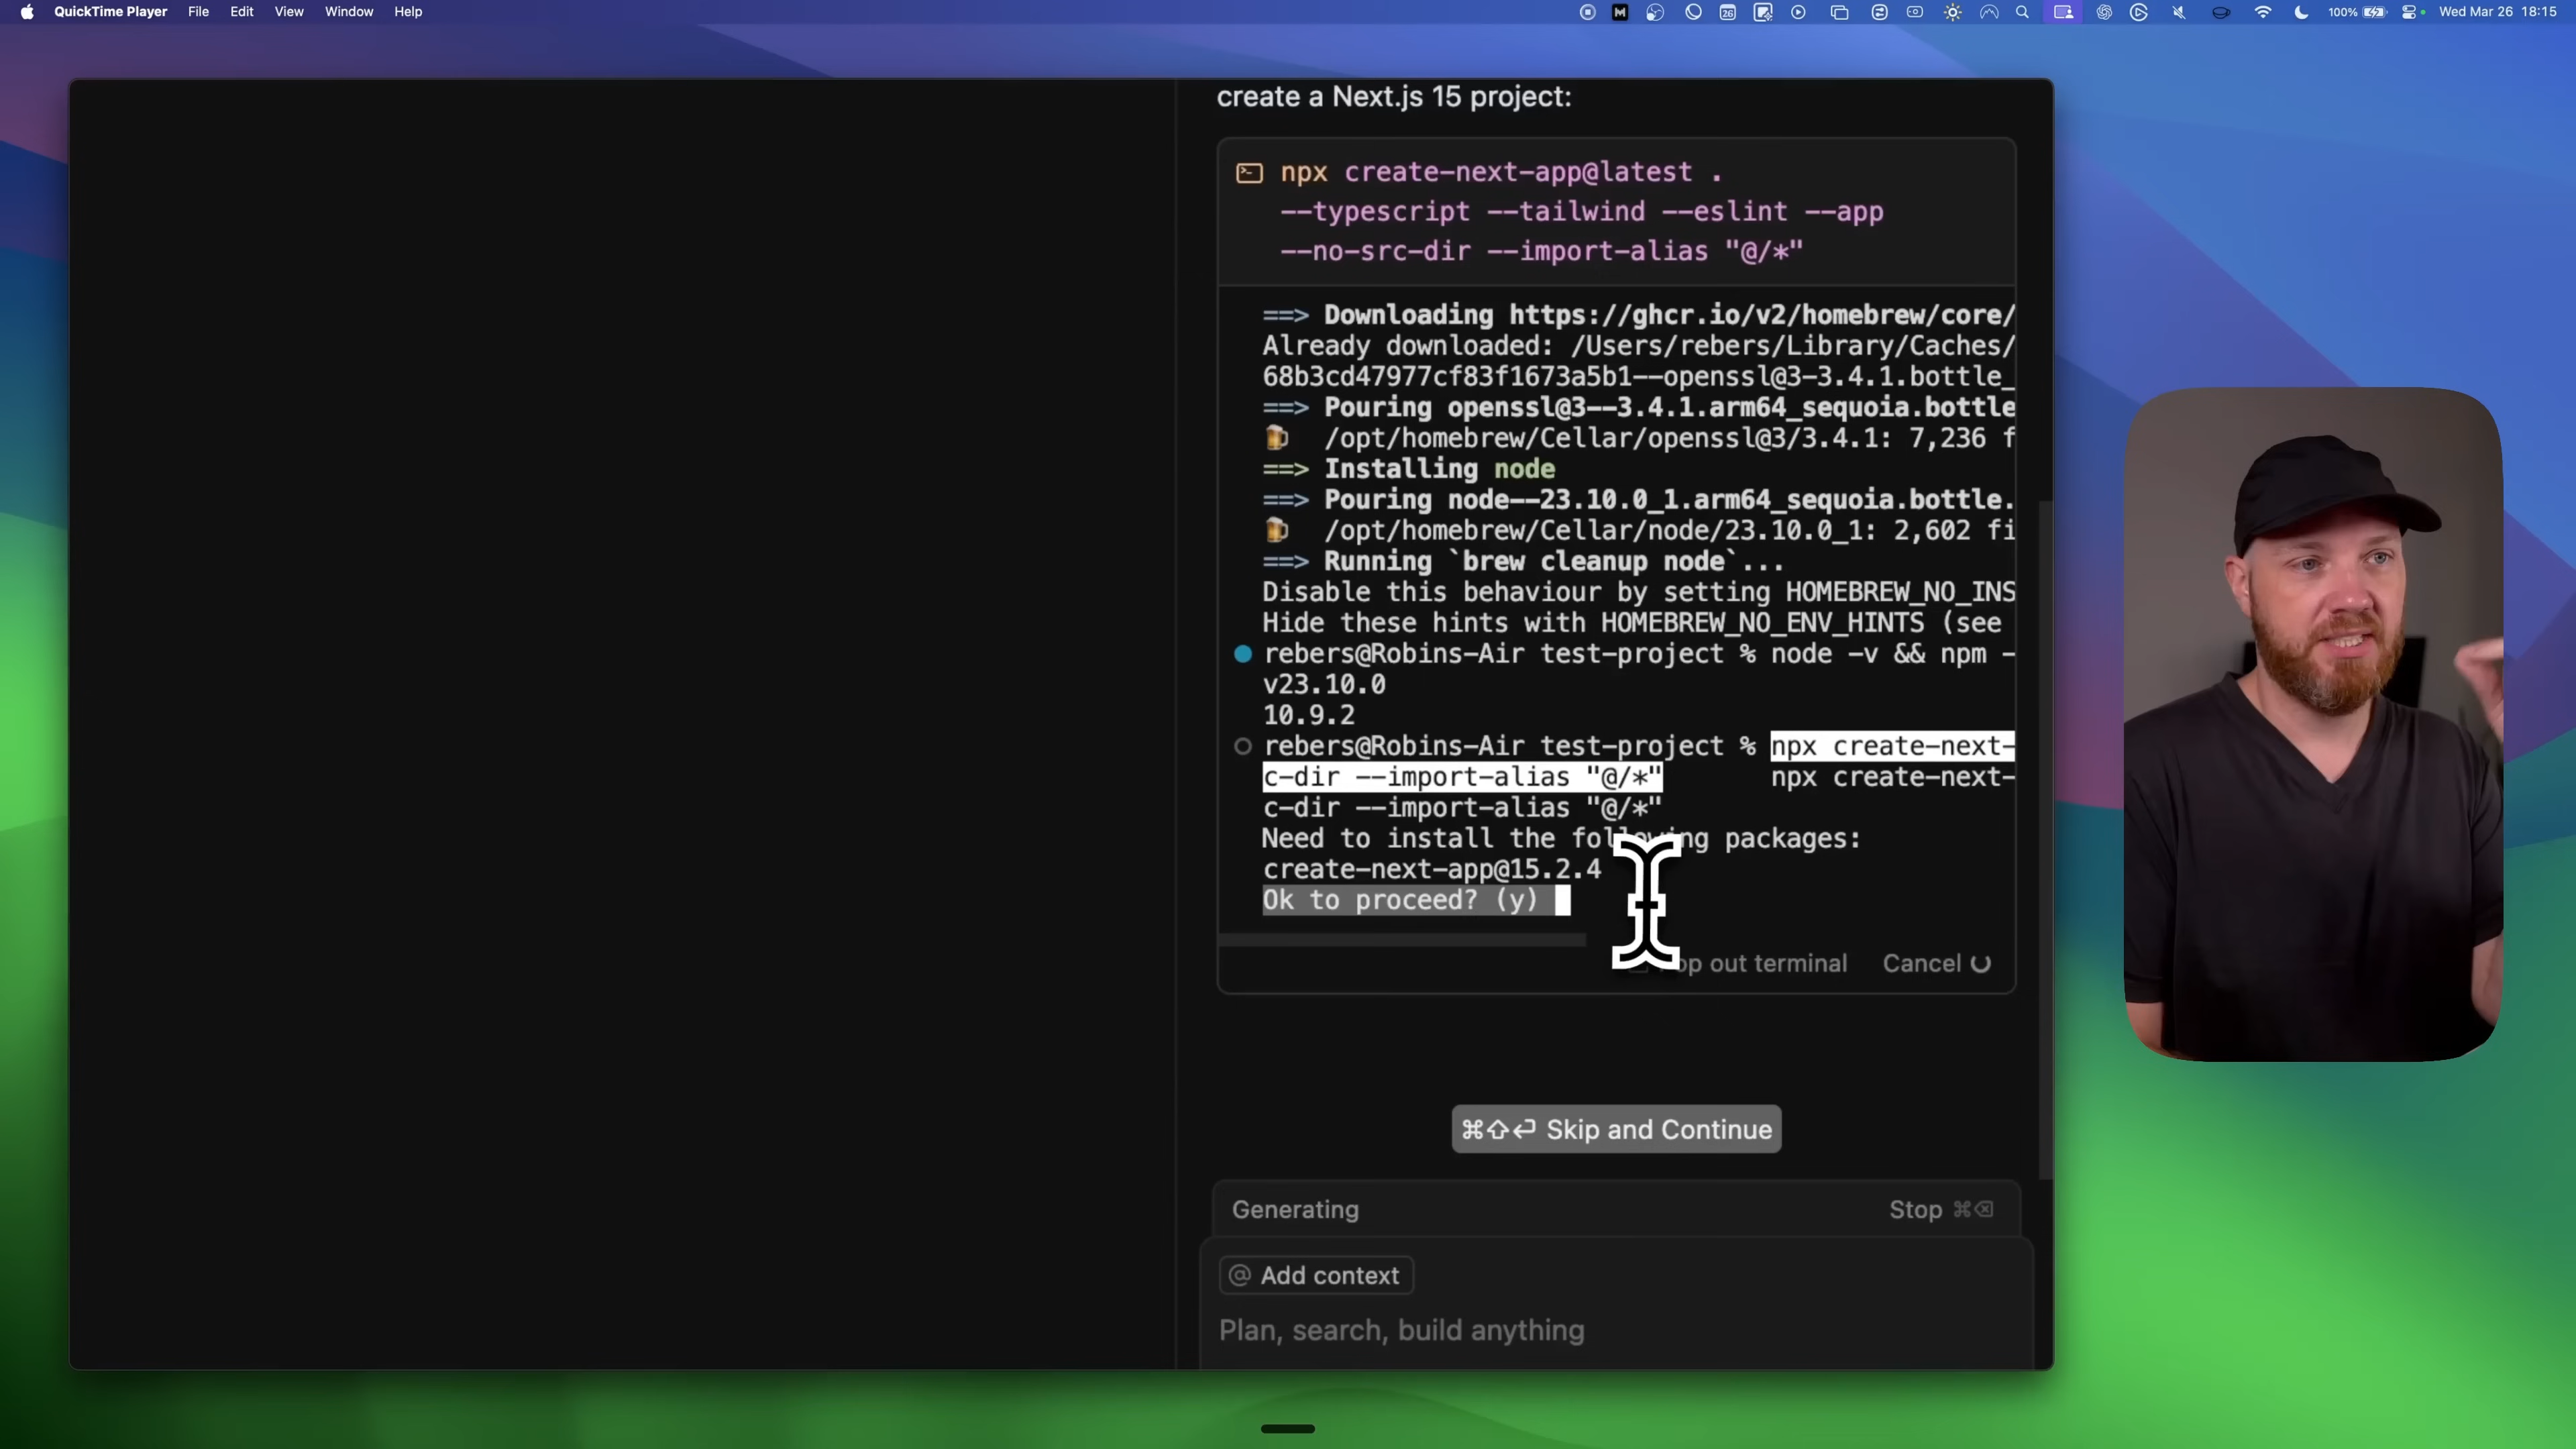 QuickTime Player File Edit View Window Help
26
100% Wed Mar 26 18:15
create a Next.js 15 project:
npx create-next-app@latest .
--typescript --tailwind --eslint --app
--no-src-dir --import-alias "@/*"
==> Downloading https://ghcr.io/v2/homebrew/core/
Already downloaded: /Users/rebers/Library/Caches/
68b3cd47977cf83f1673a5b1--openssl@3-3.4.1.bottle_
==> Pouring openssl@3--3.4.1.arm64_sequoia.bottle
🍺 /opt/homebrew/Cellar/openssl@3/3.4.1: 7,236 f
==> Installing node
==> Pouring node--23.10.0_1.arm64_sequoia.bottle.
🍺 /opt/homebrew/Cellar/node/23.10.0_1: 2,602 fi
==> Running `brew cleanup node`...
Disable this behaviour by setting HOMEBREW_NO_INS
Hide these hints with HOMEBREW_NO_ENV_HINTS (see
rebers@Robins-Air test-project % node -v && npm -
v23.10.0
10.9.2
rebers@Robins-Air test-project % npx create-next-
c-dir --import-alias "@/*" npx create-next-
c-dir --import-alias "@/*"
Need to install the following packages:
create-next-app@15.2.4
Ok to proceed? (y)
out terminal Cancel
⌘⇧⏎ Skip and Continue
Generating Stop ⌘⌫
@ Add context
Plan, search, build anything